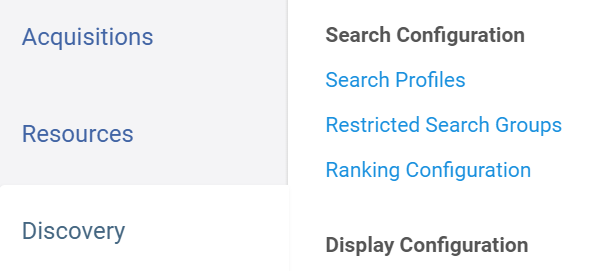 Acquisitions
Resources
Discovery
Search Configuration
Search Profiles
Restricted Search Groups
Ranking Configuration
Display Configuration